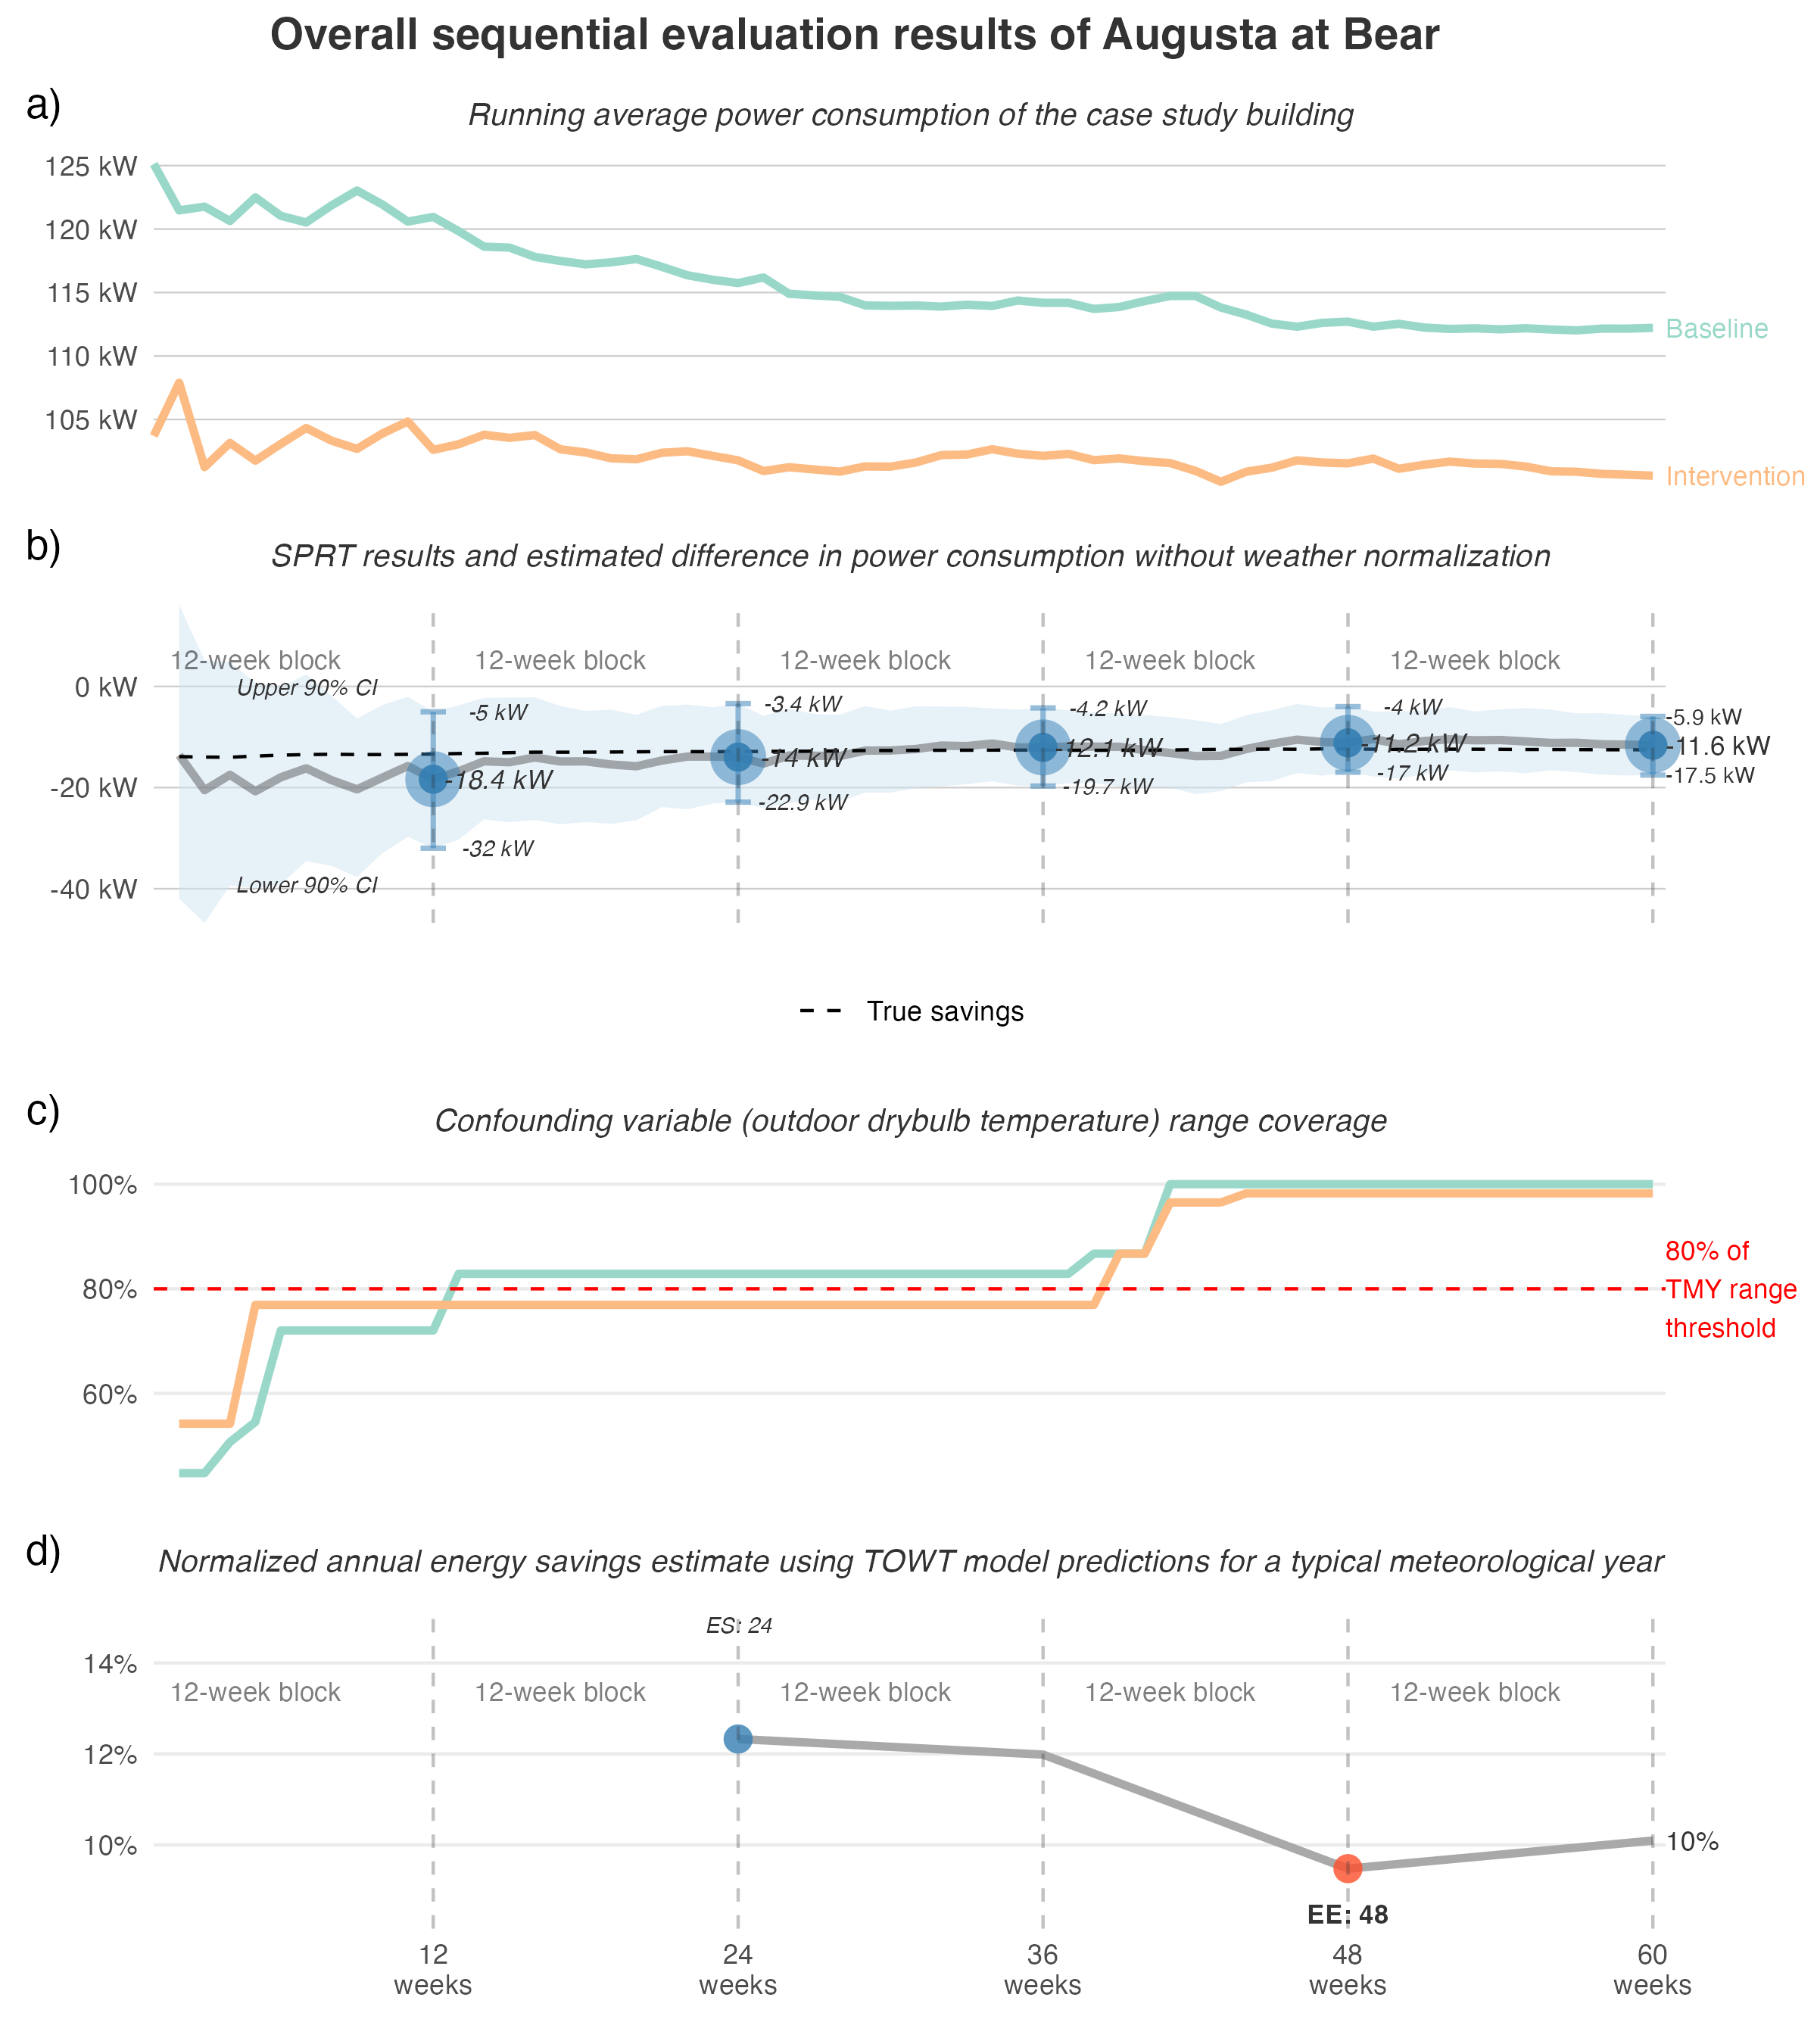 Overall sequential evaluation results of Augusta at Bear
a)
Running average power consumption of the case study building
125 kW
120 kW
115 kW
110 kW
105 kW
Baseline
Intervention
b)
SPRT results and estimated difference in power consumption without weather normalization
12-week block
12-week block
12-week block
12-week block
12-week block
0 kW
-20 kW
-40 kW
Upper 90% CI
Lower 90% CI
-5 kW
-18.4 kW
-32 kW
-3.4 kW
-14 kW
-22.9 kW
-4.2 kW
-12.1 kW
-19.7 kW
-4 kW
-11.2 kW
-17 kW
-5.9 kW
-11.6 kW
-17.5 kW
True savings
c)
Confounding variable (outdoor drybulb temperature) range coverage
100%
80%
60%
80% of
TMY range
threshold
d)
Normalized annual energy savings estimate using TOWT model predictions for a typical meteorological year
ES: 24
14%
12%
10%
12-week block
12-week block
12-week block
12-week block
12-week block
10%
EE: 48
12
weeks
24
weeks
36
weeks
48
weeks
60
weeks